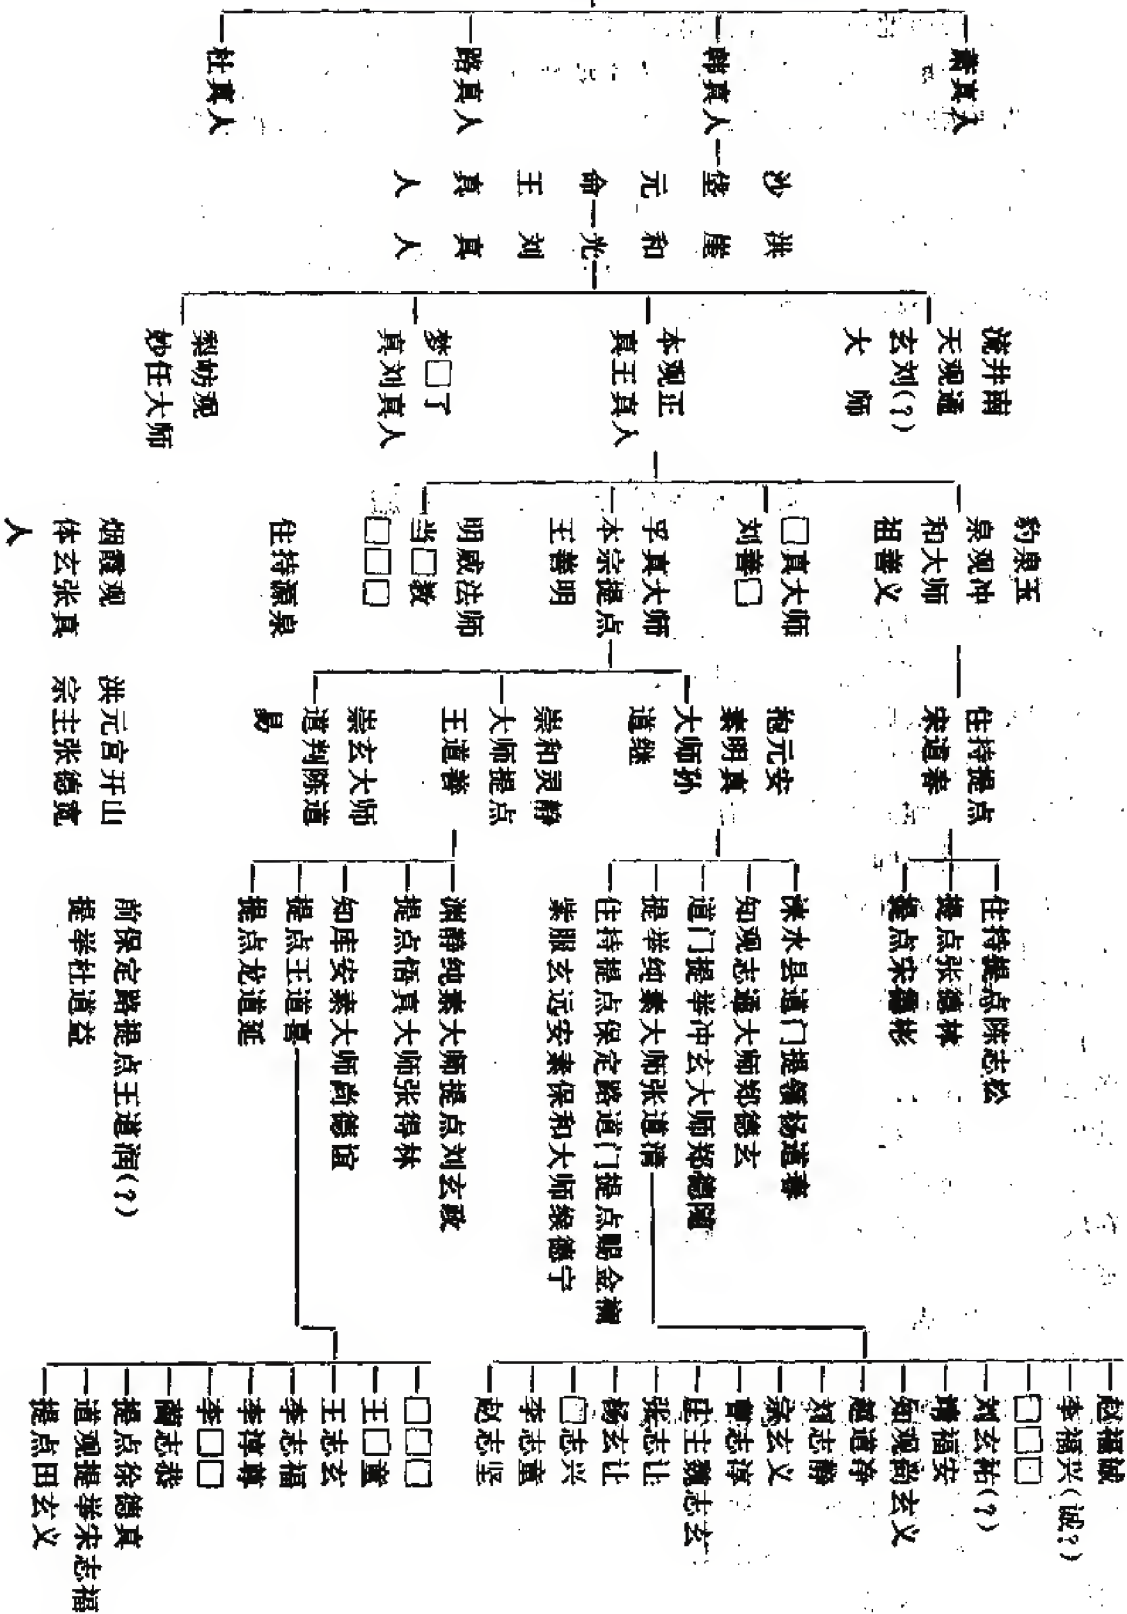 萧真人
韩真人
路真人
杜真人
沙
堡
元
命
王
真
人
洪
崖
和
光
刘
真
人
流井南
天观通
玄刘(?)
大师
本观正
真王真人
梦□了
真刘真人
梨峪观
妙任大师
豹泉玉
泉观冲
和大师
祖善义
□真大师
刘善□
孚真大师
本宗提点
王善明
明威法师
当□教
□□□
住持源泉
烟霞观
体玄张真
人
住持提点
宋道春
抱元安
素明真
大师孙
道继
崇和灵静
大师提点
王道善
崇玄大师
道判陈道
易
洪元宫开山
宗主张德宽
住持提点陈志松
提点张德林
提点宋德彬
涞水县道门提领杨道春
知观志通大师郑德玄
道门提举冲玄大师郑德随
提举纯素大师张道清
住持提点保定路道门提点赐金襕
紫服玄远安素保和大师缑德宁
渊静纯素大师提点刘玄政
提点悟真大师张得林
知库安素大师尚德谊
提点王道喜
提点龙道延
前保定路提点王道润(?)
提举杜道益
赵福诚
李福兴(诚?)
□□□
刘玄祐(?)
靖福安
知观尚玄义
赵道净
刘志静
侯玄义
曹志淳
庄主魏志玄
张志让
杨玄让
□志兴
李志童
赵志坚
□□□
王□童
王志玄
李志福
李淳尊
李□□
蔺志恭
提点徐德真
道观提举宋志福
提点田玄义